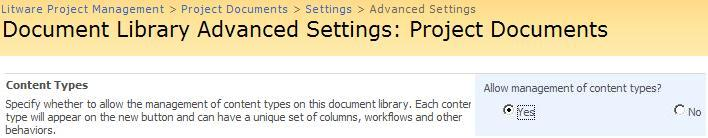 Litware Project Management > Project Documents > Settings > Advanced Settings
Document Library Advanced Settings: Project Documents
Content Types
Specify whether to allow the management of content types on this document library. Each conter
type will appear on the new button and can have a unique set of columns, workflows and other
behaviors.
Allow management of content types?
Yes No